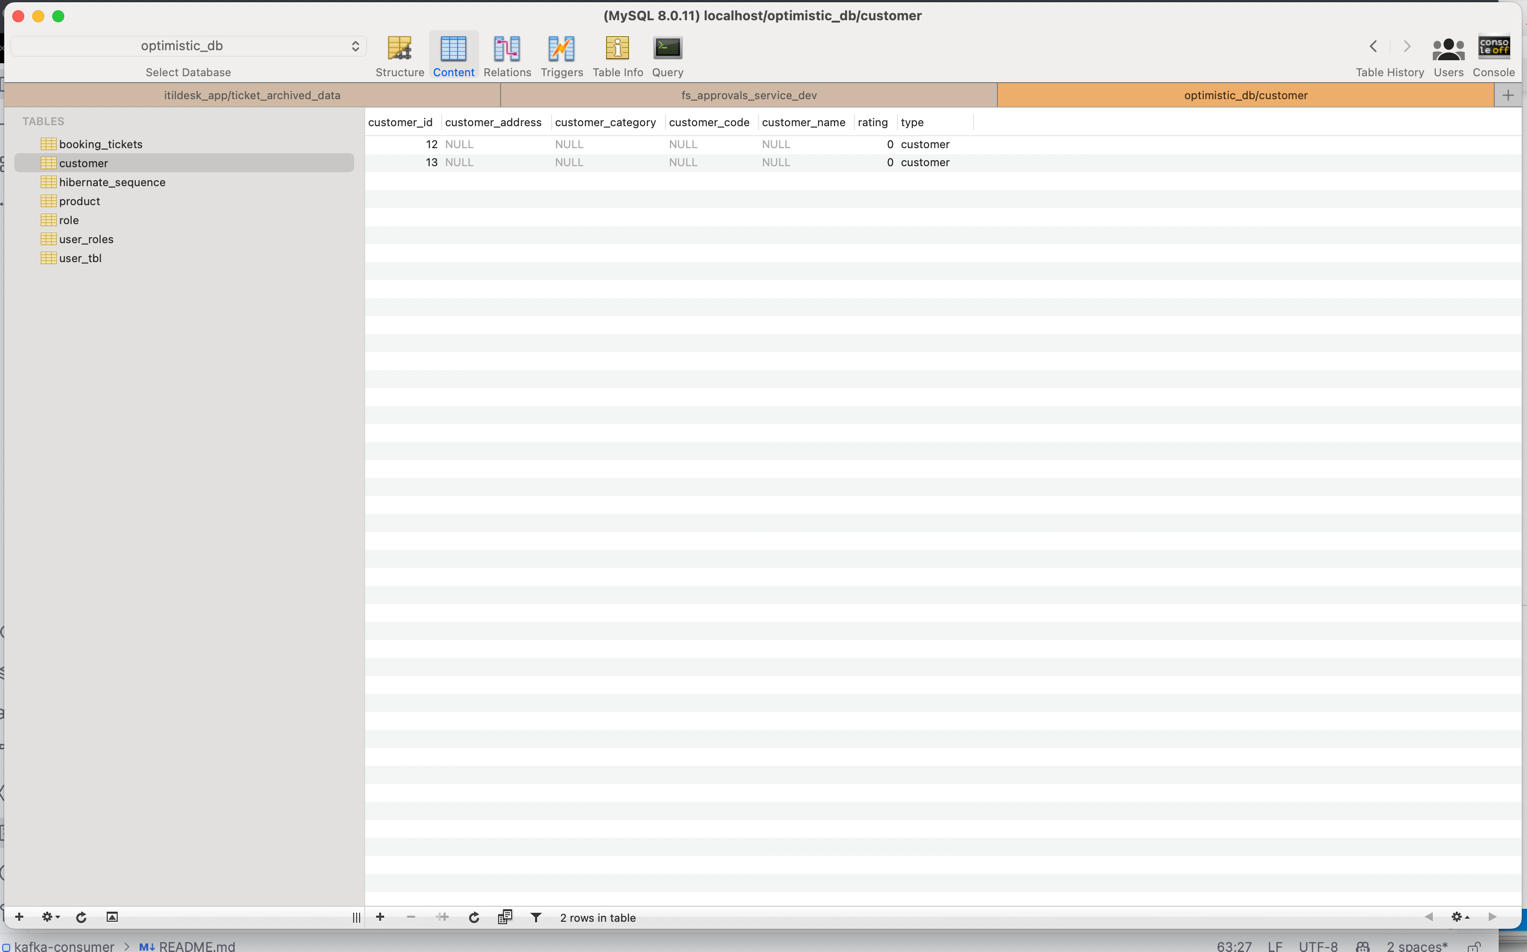 (MySQL 8.0.11) localhost/optimistic_db/customer
optimistic_db
Select Database
Structure Content Relations Triggers Table Info Query
Table History Users Console
conso
le off
itildesk_app/ticket_archived_data fs_approvals_service_dev optimistic_db/customer
TABLES
booking_tickets
customer
hibernate_sequence
product
role
user_roles
user_tbl
customer_id customer_address customer_category customer_code customer_name rating type
12 NULL NULL NULL NULL 0 customer
13 NULL NULL NULL NULL 0 customer
2 rows in table
kafka-consumer > M↓ README.md
63:27 LF UTF-8 2 spaces*